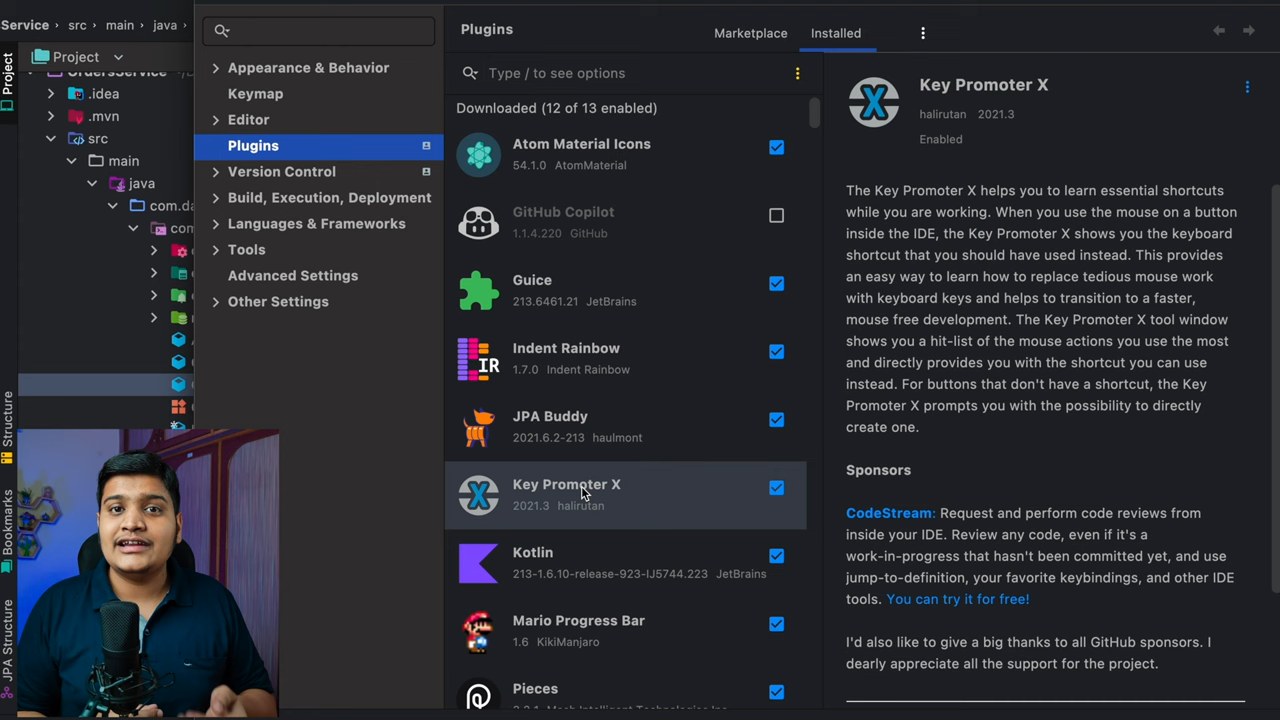 Service › src › main › java ›
Project
Project
OrdersService
.idea
.mvn
src
main
java
com.da
com
Structure
Bookmarks
JPA Structure
Appearance & Behavior
Keymap
Editor
Plugins
Version Control
Build, Execution, Deployment
Languages & Frameworks
Tools
Advanced Settings
Other Settings
Plugins
Marketplace
Installed
Type / to see options
Downloaded (12 of 13 enabled)
Atom Material Icons
54.1.0 AtomMaterial
GitHub Copilot
1.1.4.220 GitHub
Guice
213.6461.21 JetBrains
IR
Indent Rainbow
1.7.0 Indent Rainbow
JPA Buddy
2021.6.2-213 haulmont
X
Key Promoter X
2021.3 halirutan
Kotlin
213-1.6.10-release-923-IJ5744.223 JetBrains
Mario Progress Bar
1.6 KikiManjaro
Pieces
X
Key Promoter X
halirutan 2021.3
Enabled
The Key Promoter X helps you to learn essential shortcuts
while you are working. When you use the mouse on a button
inside the IDE, the Key Promoter X shows you the keyboard
shortcut that you should have used instead. This provides
an easy way to learn how to replace tedious mouse work
with keyboard keys and helps to transition to a faster,
mouse free development. The Key Promoter X tool window
shows you a hit-list of the mouse actions you use the most
and directly provides you with the shortcut you can use
instead. For buttons that don't have a shortcut, the Key
Promoter X prompts you with the possibility to directly
create one.
Sponsors
CodeStream: Request and perform code reviews from
inside your IDE. Review any code, even if it's a
work-in-progress that hasn't been committed yet, and use
jump-to-definition, your favorite keybindings, and other IDE
tools. You can try it for free!
I'd also like to give a big thanks to all GitHub sponsors. I
dearly appreciate all the support for the project.